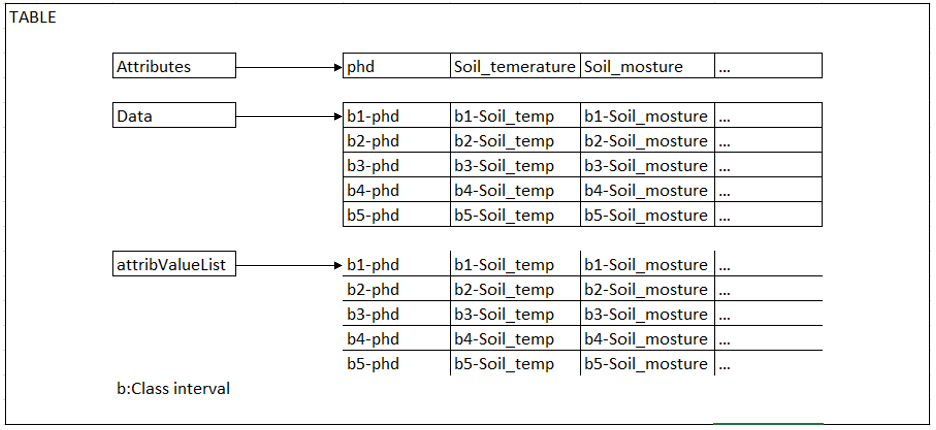 TABLE
Attributes phd Soil_temerature Soil_mosture ...
Data b1-phd b1-Soil_temp b1-Soil_mosture ...
b2-phd b2-Soil_temp b2-Soil_mosture ...
b3-phd b3-Soil_temp b3-Soil_mosture ...
b4-phd b4-Soil_temp b4-Soil_mosture ...
b5-phd b5-Soil_temp b5-Soil_mosture ...
attribValueList b1-phd b1-Soil_temp b1-Soil_mosture ...
b2-phd b2-Soil_temp b2-Soil_mosture ...
b3-phd b3-Soil_temp b3-Soil_mosture ...
b4-phd b4-Soil_temp b4-Soil_mosture ...
b5-phd b5-Soil_temp b5-Soil_mosture ...
b:Class interval